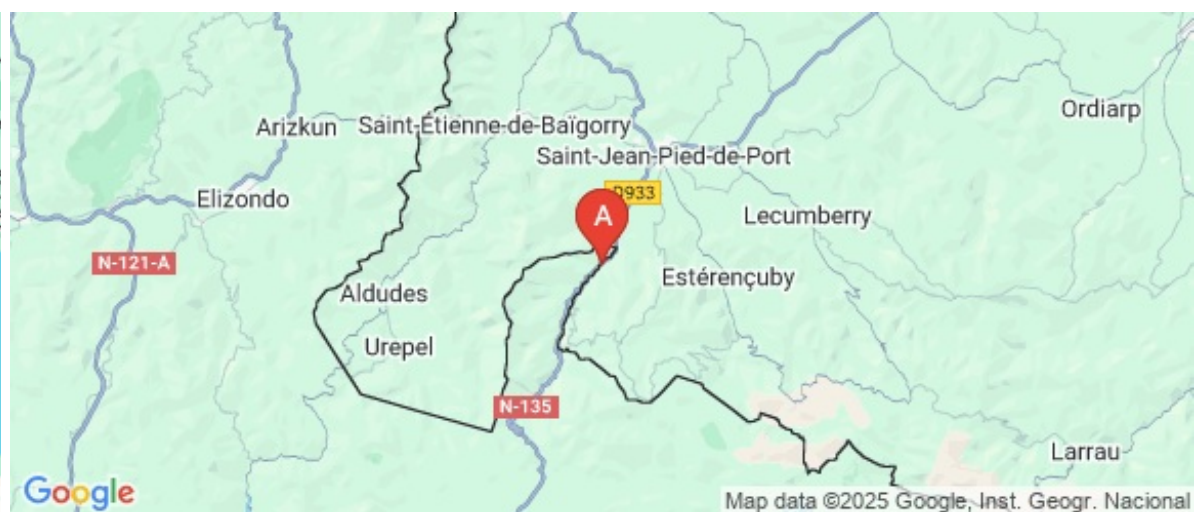 Ordiarp
Arizkun
Saint-Étienne-de-Baïgorry
Saint-Jean-Pied-de-Port
D933
Elizondo
A
Lecumberry
N-121-A
Estérençuby
Aldudes
Urepel
N-135
Larrau
Google
Map data ©2025 Google, Inst. Geogr. Nacional